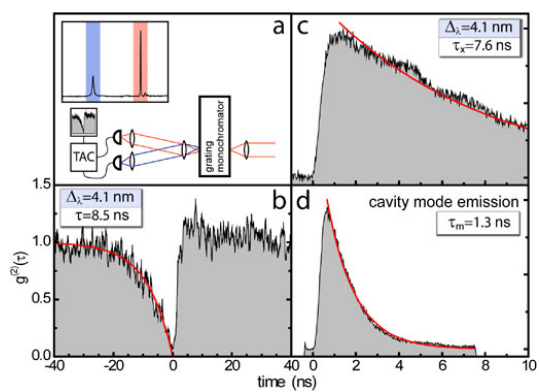 a
TAC
grating
monochromator
c
Δλ=4.1 nm
τx=7.6 ns
b
Δλ=4.1 nm
τ=8.5 ns
g(2)(τ)
1.5
1.0
0.5
0.0
-40 -20 0 20 40
d
cavity mode emission
τm=1.3 ns
0 2 4 6 8 10
time (ns)